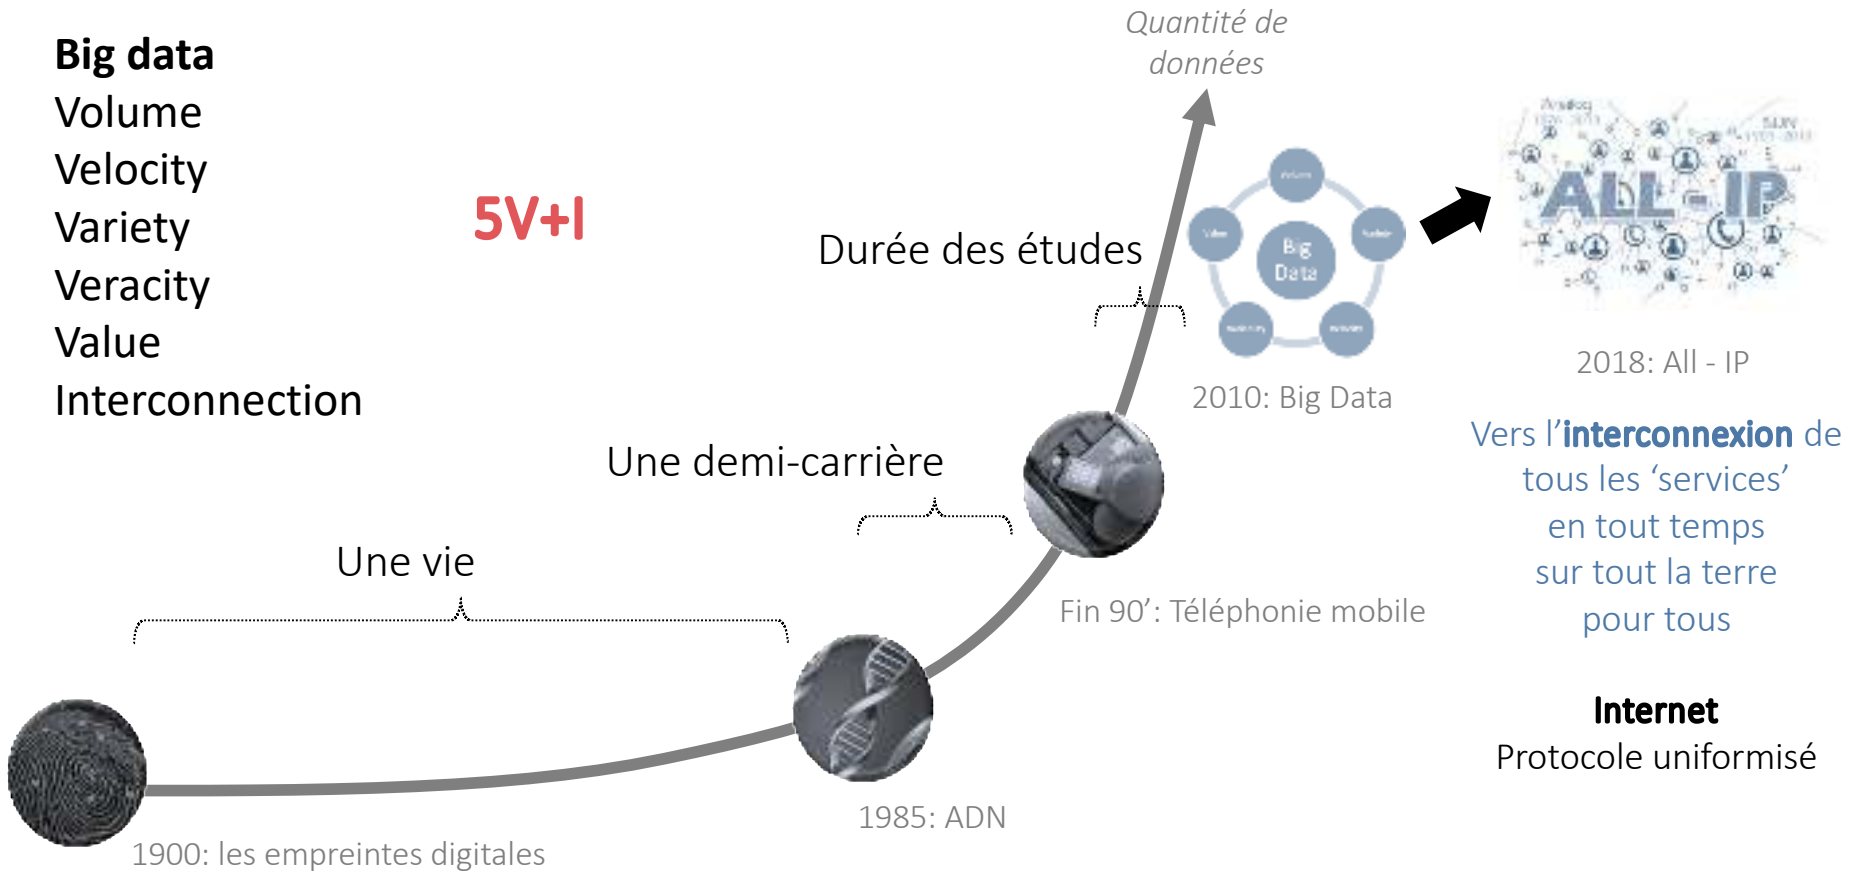 Big data
Volume
Velocity
Variety
Veracity
Value
Interconnection
5V+I
Quantité de
données
Durée des études
Une demi-carrière
Une vie
Big
Data
Value
ALL - IP
1900: les empreintes digitales
1985: ADN
Fin 90’: Téléphonie mobile
2010: Big Data
2018: All - IP
Vers l’interconnexion de
tous les ‘services’
en tout temps
sur tout la terre
pour tous
Internet
Protocole uniformisé